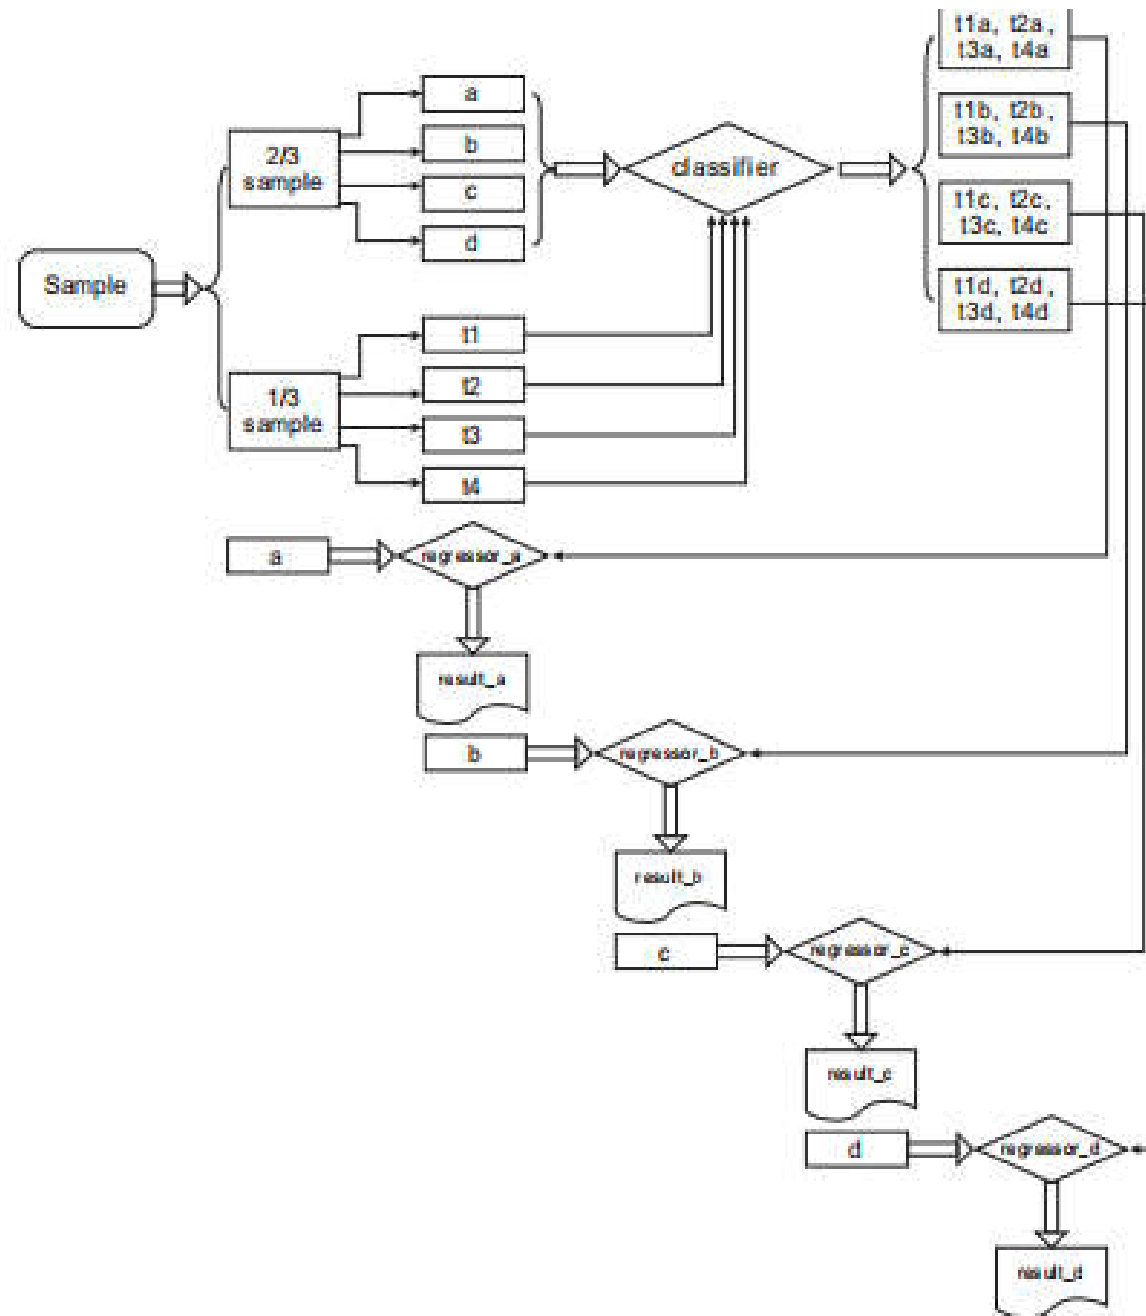 t1a, t2a,
t3a, t4a
a
t1b, t2b,
t3b, t4b
2/3
sample
b
classifier
c
t1c, t2c,
t3c, t4c
d
Sample
t1d, t2d,
t3d, t4d
t1
1/3
sample
t2
t3
t4
a
regressor_a
result_a
b
regressor_b
result_b
c
regressor_c
result_c
d
regressor_d
result_d